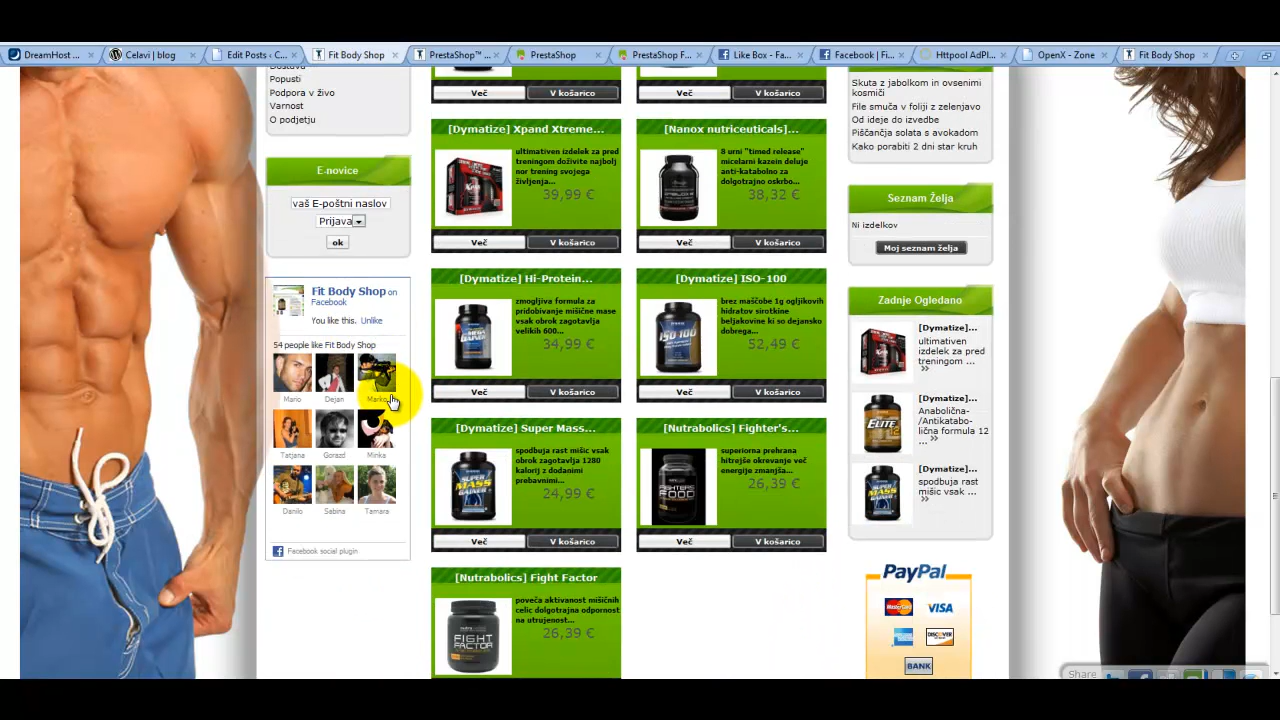 DreamHost ...
Celavi | blog
Edit Posts ‹ C...
Fit Body Shop
PrestaShop™ -...
PrestaShop
PrestaShop F...
Like Box - Fa...
Facebook | Fi...
Httpool AdPl...
OpenX - Zone
Fit Body Shop
Popusti
Podpora v živo
Varnost
O podjetju
E-novice
vaš E-poštni naslov
Prijava
ok
Fit Body Shop on
Facebook
You like this. Unlike
54 people like Fit Body Shop
Mario Dejan Marko
Tatjana Gorazd Minka
Danilo Sabina Tamara
Facebook social plugin
Več V košarico
Več V košarico
[Dymatize] Xpand Xtreme...
ultimativen izdelek za pred
treningom doživite najbolj
nor trening svojega
življenja...
39,99 €
Več V košarico
[Nanox nutriceuticals]...
8 urni "timed release"
micelarni kazein deluje
anti-katabolno za
dolgotrajno oskrbo...
38,32 €
Več V košarico
[Dymatize] Hi-Protein...
zmogljiva formula za
pridobivanje mišične mase
vsak obrok zagotavlja
velikih 600...
34,99 €
Več V košarico
[Dymatize] ISO-100
brez maščobe 1g ogljikovih
hidratov sirotkine
beljakovine ki so dejansko
dobrega...
52,49 €
Več V košarico
[Dymatize] Super Mass...
spodbuja rast mišic vsak
obrok zagotavlja 1280
kalorij z dodanimi
prebavnimi...
24,99 €
Več V košarico
[Nutrabolics] Fighter's...
superiorna prehrana
hitrejše okrevanje več
energije zmanjša...
26,39 €
Več V košarico
[Nutrabolics] Fight Factor
poveča aktivanost mišičnih
celic dolgotrajna odpornost
na utrujenost...
26,39 €
Skuta z jabolkom in ovsenimi
kosmiči
File smuča v foliji z zelenjavo
Od ideje do izvedbe
Piščančja solata s avokadom
Kako porabiti 2 dni star kruh
Seznam Želja
Ni izdelkov
Moj seznam želja
Zadnje Ogledano
[Dymatize]...
ultimativen
izdelek za pred
treningom ...
»
[Dymatize]...
Anabolična-
/Antikatabo-
lična formula 12
... »
[Dymatize]...
spodbuja rast
mišic vsak ...
»
PayPal
MasterCard VISA
DISCOVER
BANK
Share